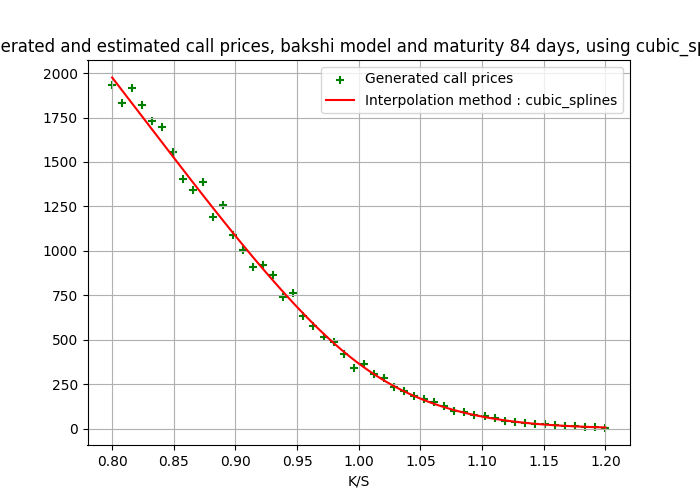 erated and estimated call prices, bakshi model and maturity 84 days, using cubic_sp
Generated call prices
Interpolation method : cubic_splines
2000
1750
1500
1250
1000
750
500
250
0
0.80 0.85 0.90 0.95 1.00 1.05 1.10 1.15 1.20
K/S